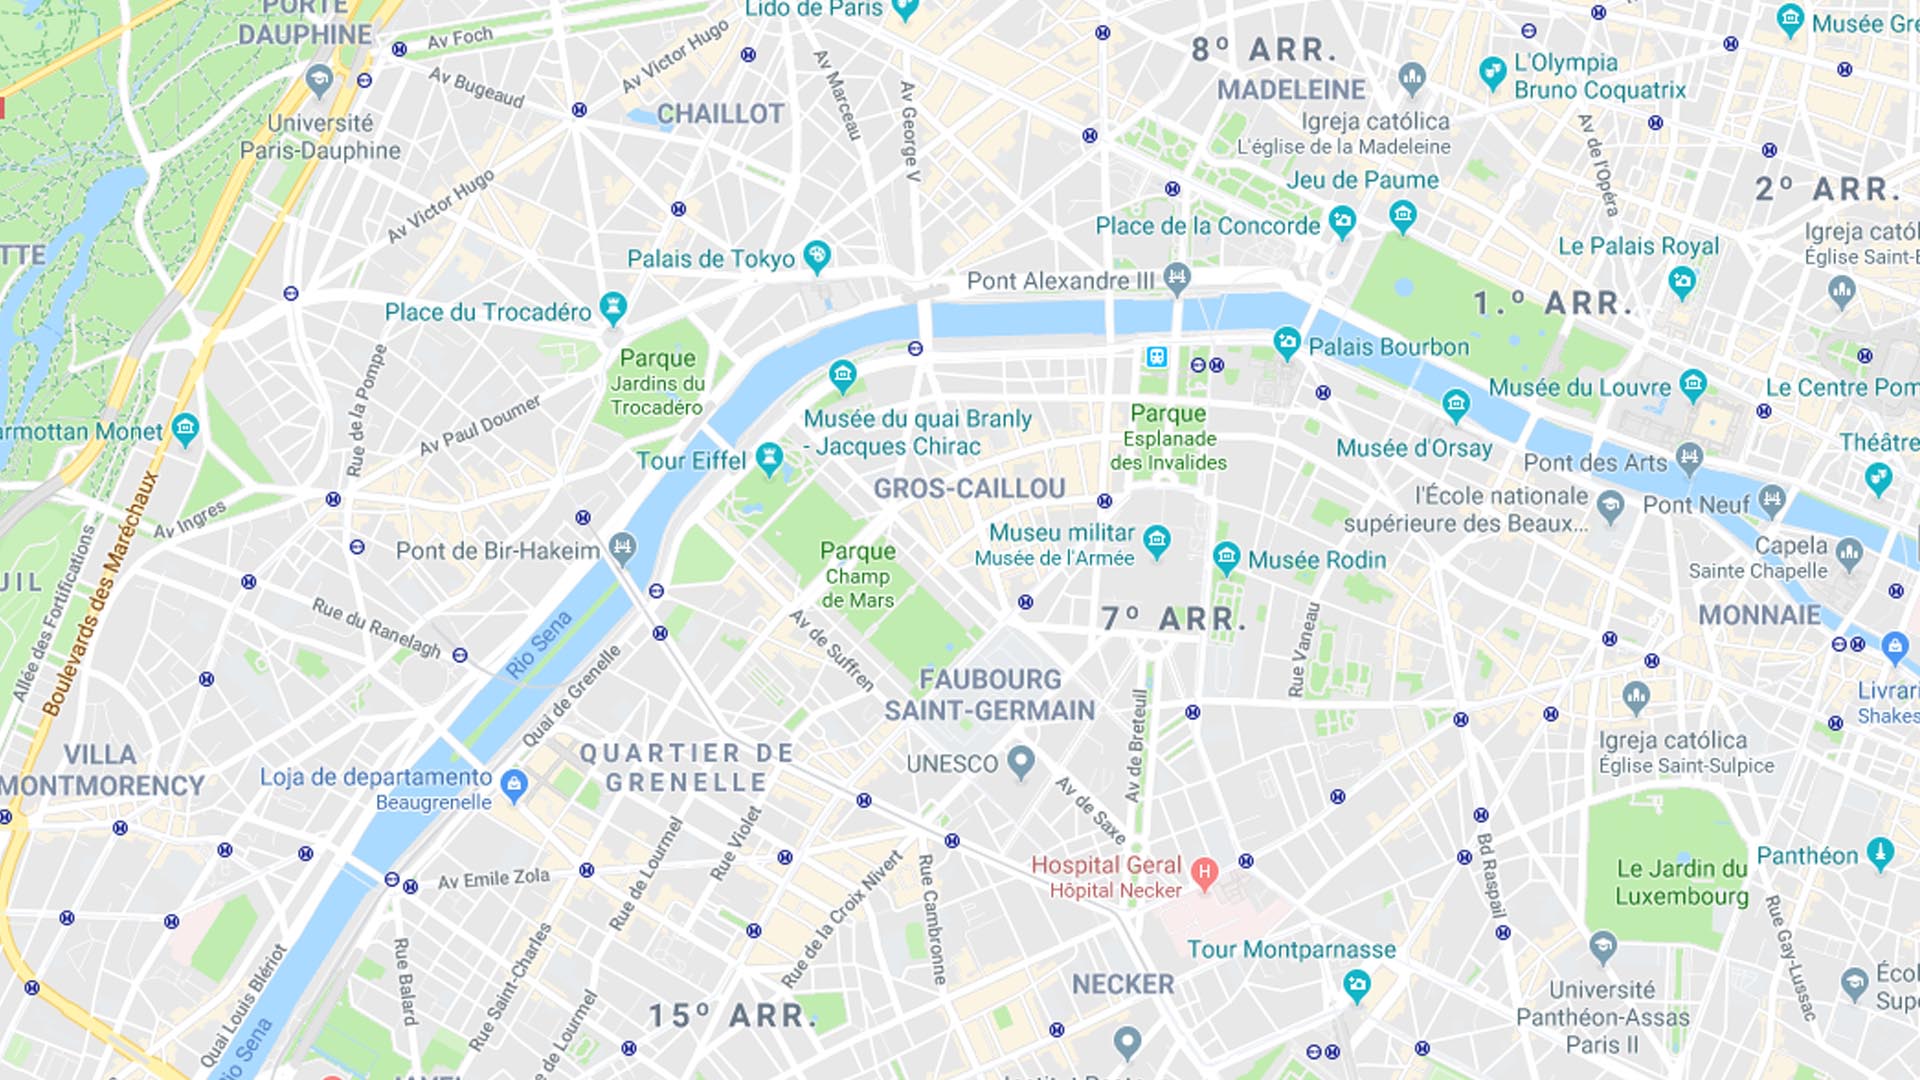 PORTE
DAUPHINE
Lido de Paris
Musée Gre
Av Foch
Av Victor Hugo
8º ARR.
MADELEINE
L'Olympia
Bruno Coquatrix
Av Bugeaud
CHAILLOT
Av Marceau
Av George V
Université
Paris-Dauphine
Igreja católica
L'église de la Madeleine
Av de l'Opéra
Jeu de Paume
2º ARR.
Av Victor Hugo
Place de la Concorde
Le Palais Royal
Igreja catól
Église Saint-E
TTE
Palais de Tokyo
Pont Alexandre III
1.º ARR.
Place du Trocadéro
Parque
Jardins du
Trocadéro
Palais Bourbon
Musée du Louvre
Le Centre Pom
Rue de la Pompe
Av Paul Doumer
Musée du quai Branly
- Jacques Chirac
Parque
Esplanade
des Invalides
armottan Monet
Tour Eiffel
Musée d'Orsay
Pont des Arts
Théâtre
GROS-CAILLOU
l'École nationale
supérieure des Beaux...
Pont Neuf
Av Ingres
Boulevards des Maréchaux
Allée des Fortifications
Pont de Bir-Hakeim
Parque
Champ
de Mars
Museu militar
Musée de l'Armée
Musée Rodin
Capela
Sainte Chapelle
UIL
7º ARR.
MONNAIE
Rue du Ranelagh
Rio Sena
Av de Suffren
Rue Vaneau
Quai de Grenelle
FAUBOURG
SAINT-GERMAIN
Livrari
Shakes
Av de Breteuil
VILLA
MONTMORENCY
QUARTIER DE
GRENELLE
UNESCO
Igreja católica
Église Saint-Sulpice
Loja de departamento
Beaugrenelle
Av de Saxe
Rue de Lourmel
Rue Violet
Bd Raspail
Av Emile Zola
Rue de la Croix Nivert
Rue Cambronne
Hospital Geral
Hôpital Necker
Le Jardin du
Luxembourg
Panthéon
Rue Gay-Lussac
Quai Louis Blériot
Rue Balard
Rue Saint-Charles
Tour Montparnasse
NECKER
Université
Panthéon-Assas
Paris II
Écol
Supé
15º ARR.
e de Lourmel
Rio Sena